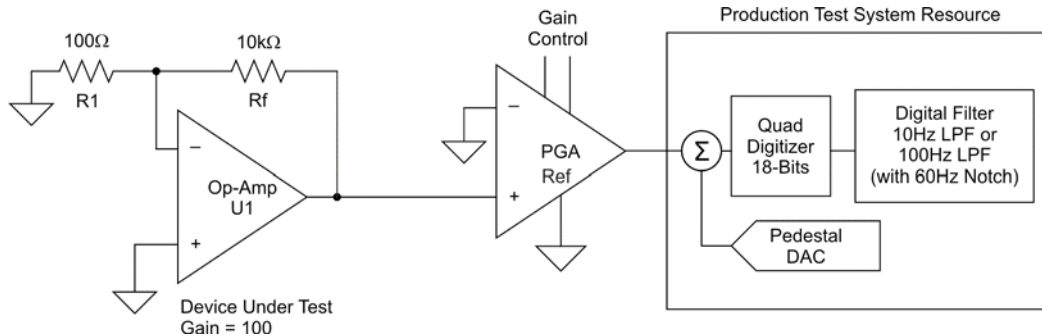 Production Test System Resource
100Ω
10kΩ
R1
Rf
Gain
Control
−
+
Op-Amp
U1
−
+
PGA
Ref
Σ
Quad
Digitizer
18-Bits
Digital Filter
10Hz LPF or
100Hz LPF
(with 60Hz Notch)
Pedestal
DAC
Device Under Test
Gain = 100